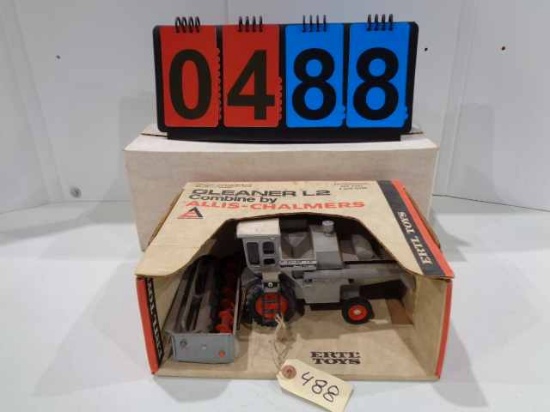 0488
GLEANER L2
Combine by
ALLIS-CHALMERS
ERTL TOYS
ERTL
TOYS
488